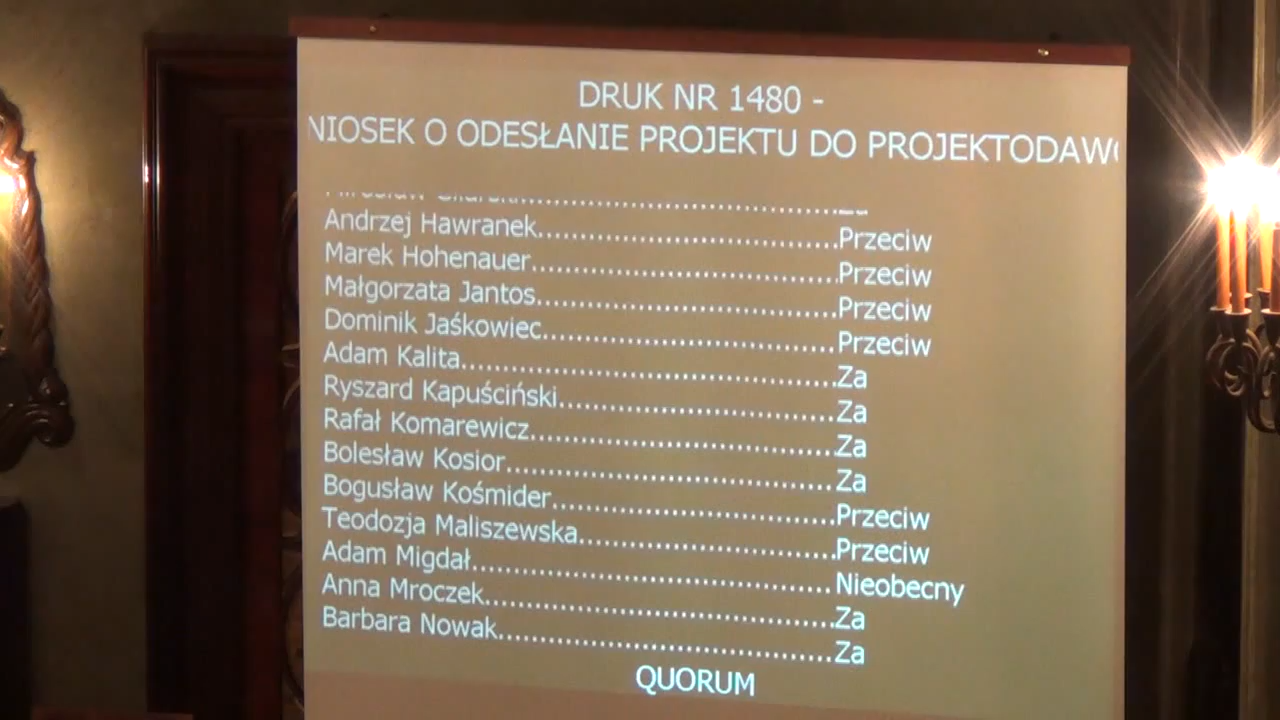 DRUK NR 1480 -
NIOSEK O ODESŁANIE PROJEKTU DO PROJEKTODAWC
Andrzej Hawranek........................................Przeciw
Marek Hohenauer........................................Przeciw
Małgorzata Jantos........................................Przeciw
Dominik Jaśkowiec........................................Przeciw
Adam Kalita........................................Za
Ryszard Kapuściński........................................Za
Rafał Komarewicz........................................Za
Bolesław Kosior........................................Za
Bogusław Kośmider........................................Przeciw
Teodozja Maliszewska........................................Przeciw
Adam Migdał........................................Nieobecny
Anna Mroczek........................................Za
Barbara Nowak........................................Za
QUORUM